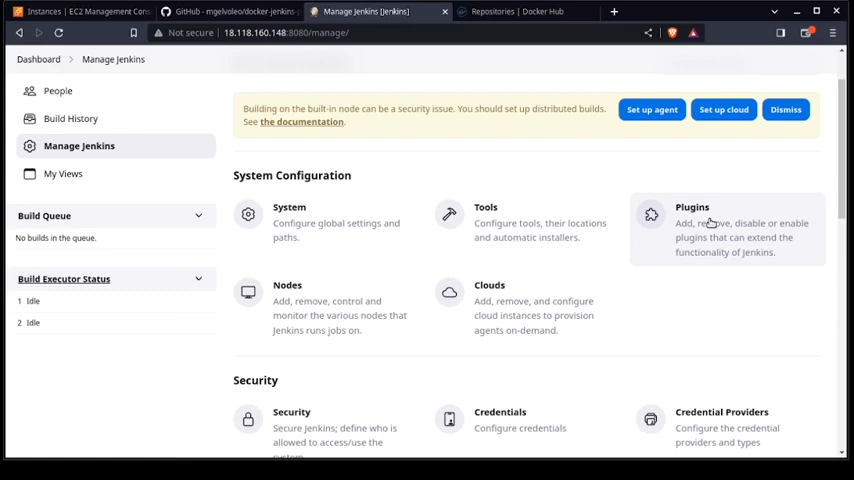 Instances | EC2 Management Cons
GitHub - mgelvoleo/docker-jenkins-
Manage Jenkins [Jenkins]
Repositories | Docker Hub
Not secure
18.118.160.148:8080/manage/
Dashboard
Manage Jenkins
People
Build History
Manage Jenkins
My Views
Build Queue
No builds in the queue.
Build Executor Status
1 Idle
2 Idle
Building on the built-in node can be a security issue. You should set up distributed builds.
See the documentation.
Set up agent
Set up cloud
Dismiss
System Configuration
System
Configure global settings and
paths.
Tools
Configure tools, their locations
and automatic installers.
Plugins
Add, remove, disable or enable
plugins that can extend the
functionality of Jenkins.
Nodes
Add, remove, control and
monitor the various nodes that
Jenkins runs jobs on.
Clouds
Add, remove, and configure
cloud instances to provision
agents on-demand.
Security
Security
Secure Jenkins; define who is
allowed to access/use the
system.
Credentials
Configure credentials
Credential Providers
Configure the credential
providers and types